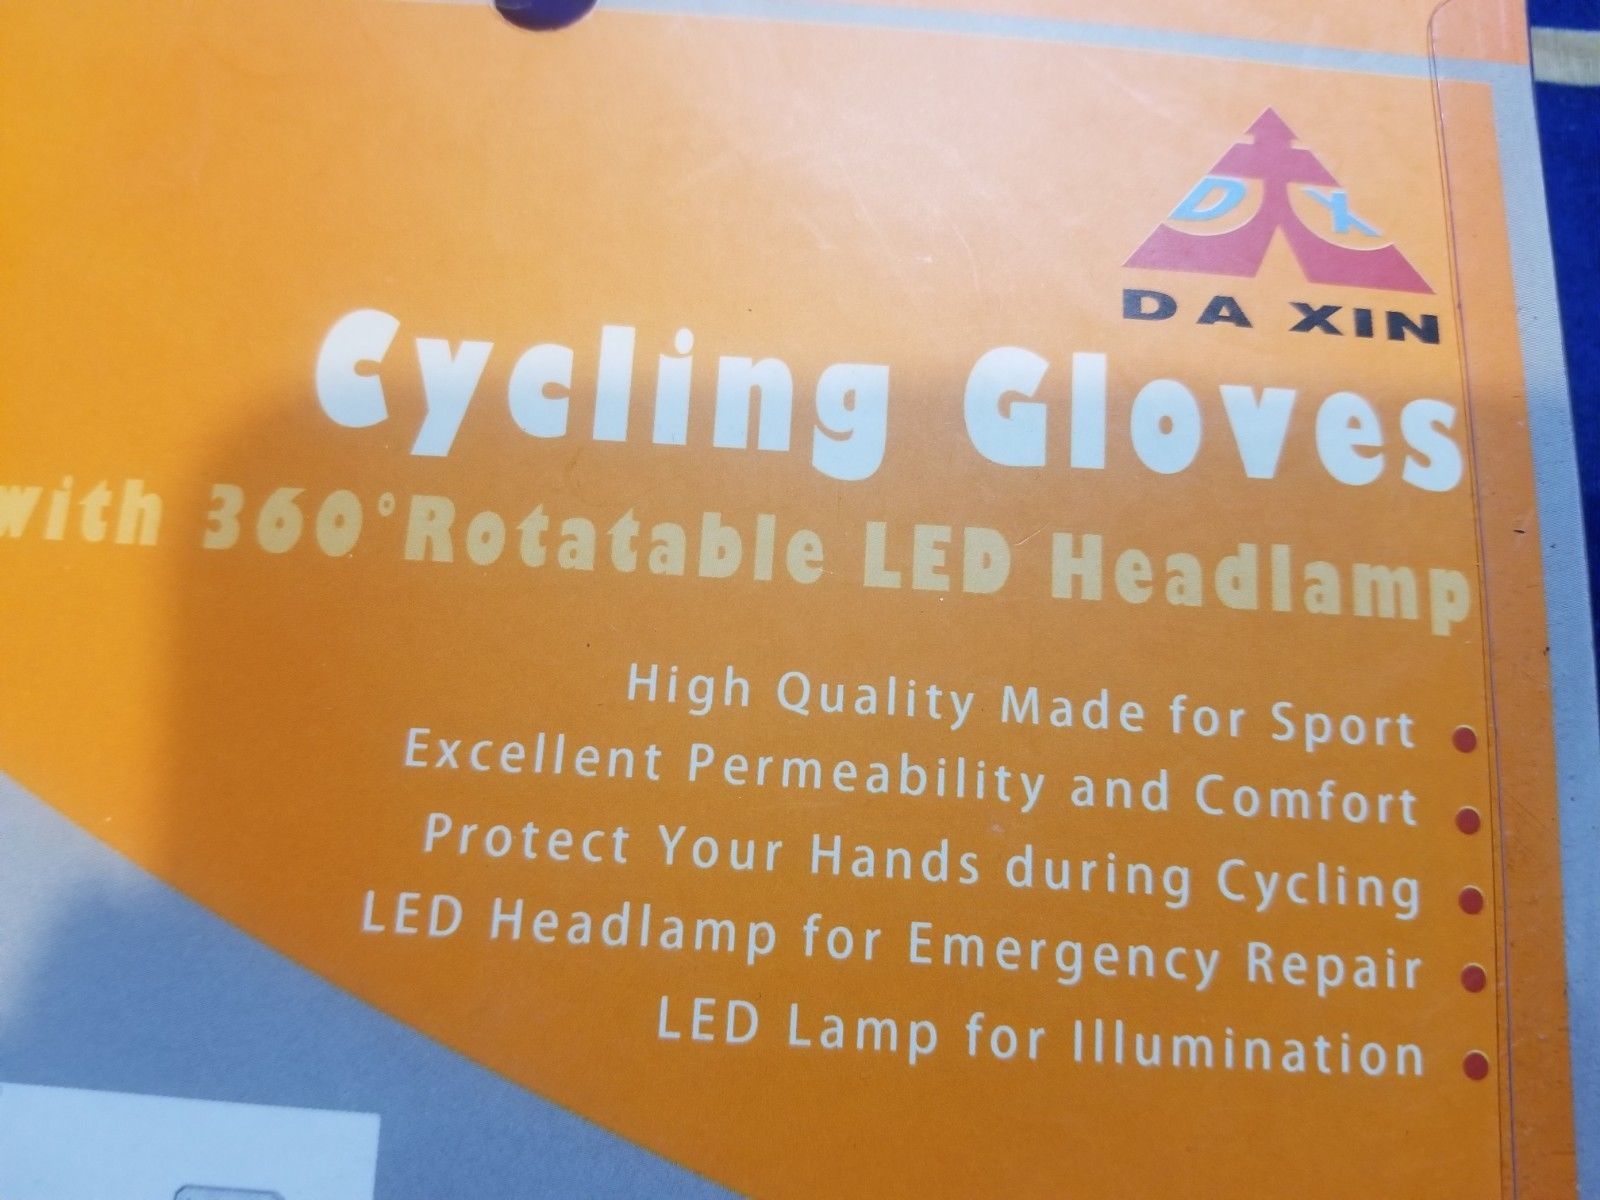 D X
DA XIN
Cycling Gloves
with 360°Rotatable LED Headlamp
High Quality Made for Sport
Excellent Permeability and Comfort
Protect Your Hands during Cycling
LED Headlamp for Emergency Repair
LED Lamp for Illumination